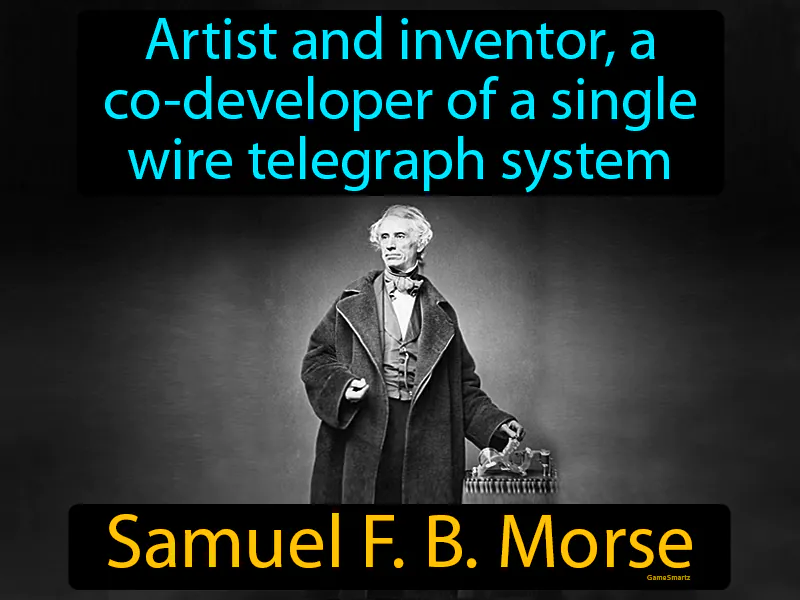 Artist and inventor, a
co-developer of a single
wire telegraph system
Samuel F. B. Morse
GameSmartz